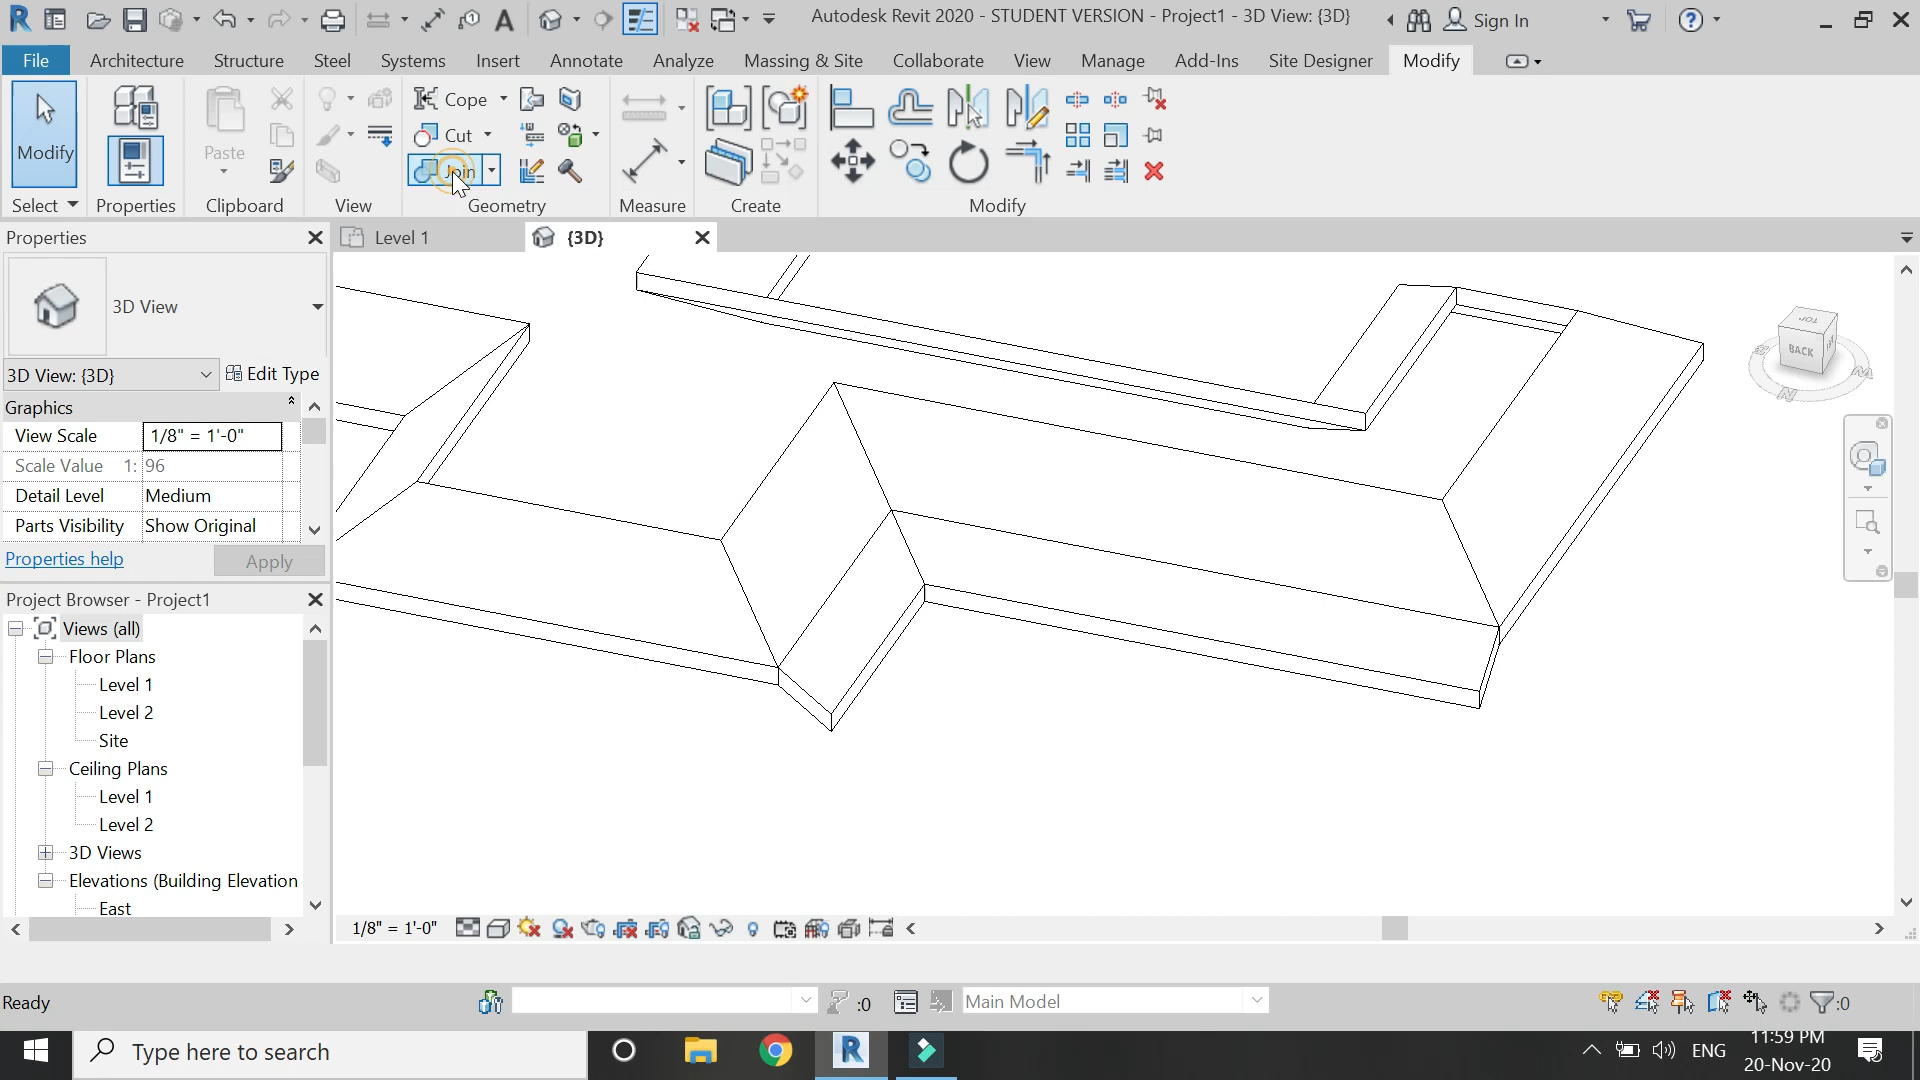 Autodesk Revit 2020 - STUDENT VERSION - Project1 - 3D View: {3D}
Sign In
File Architecture Structure Steel Systems Insert Annotate Analyze Massing & Site Collaborate View Manage Add-Ins Site Designer Modify
Modify
Paste
Cope
Cut
Join
Select Properties Clipboard View Geometry Measure Create Modify
Properties
Level 1
{3D}
3D View
3D View: {3D}
Edit Type
Graphics
View Scale 1/8" = 1'-0"
Scale Value 1: 96
Detail Level Medium
Parts Visibility Show Original
Properties help
Apply
TOP
BACK
N
Project Browser - Project1
Views (all)
Floor Plans
Level 1
Level 2
Site
Ceiling Plans
Level 1
Level 2
3D Views
Elevations (Building Elevation
East
1/8" = 1'-0"
Ready
:0
Main Model
:0
Type here to search
ENG
11:59 PM
20-Nov-20